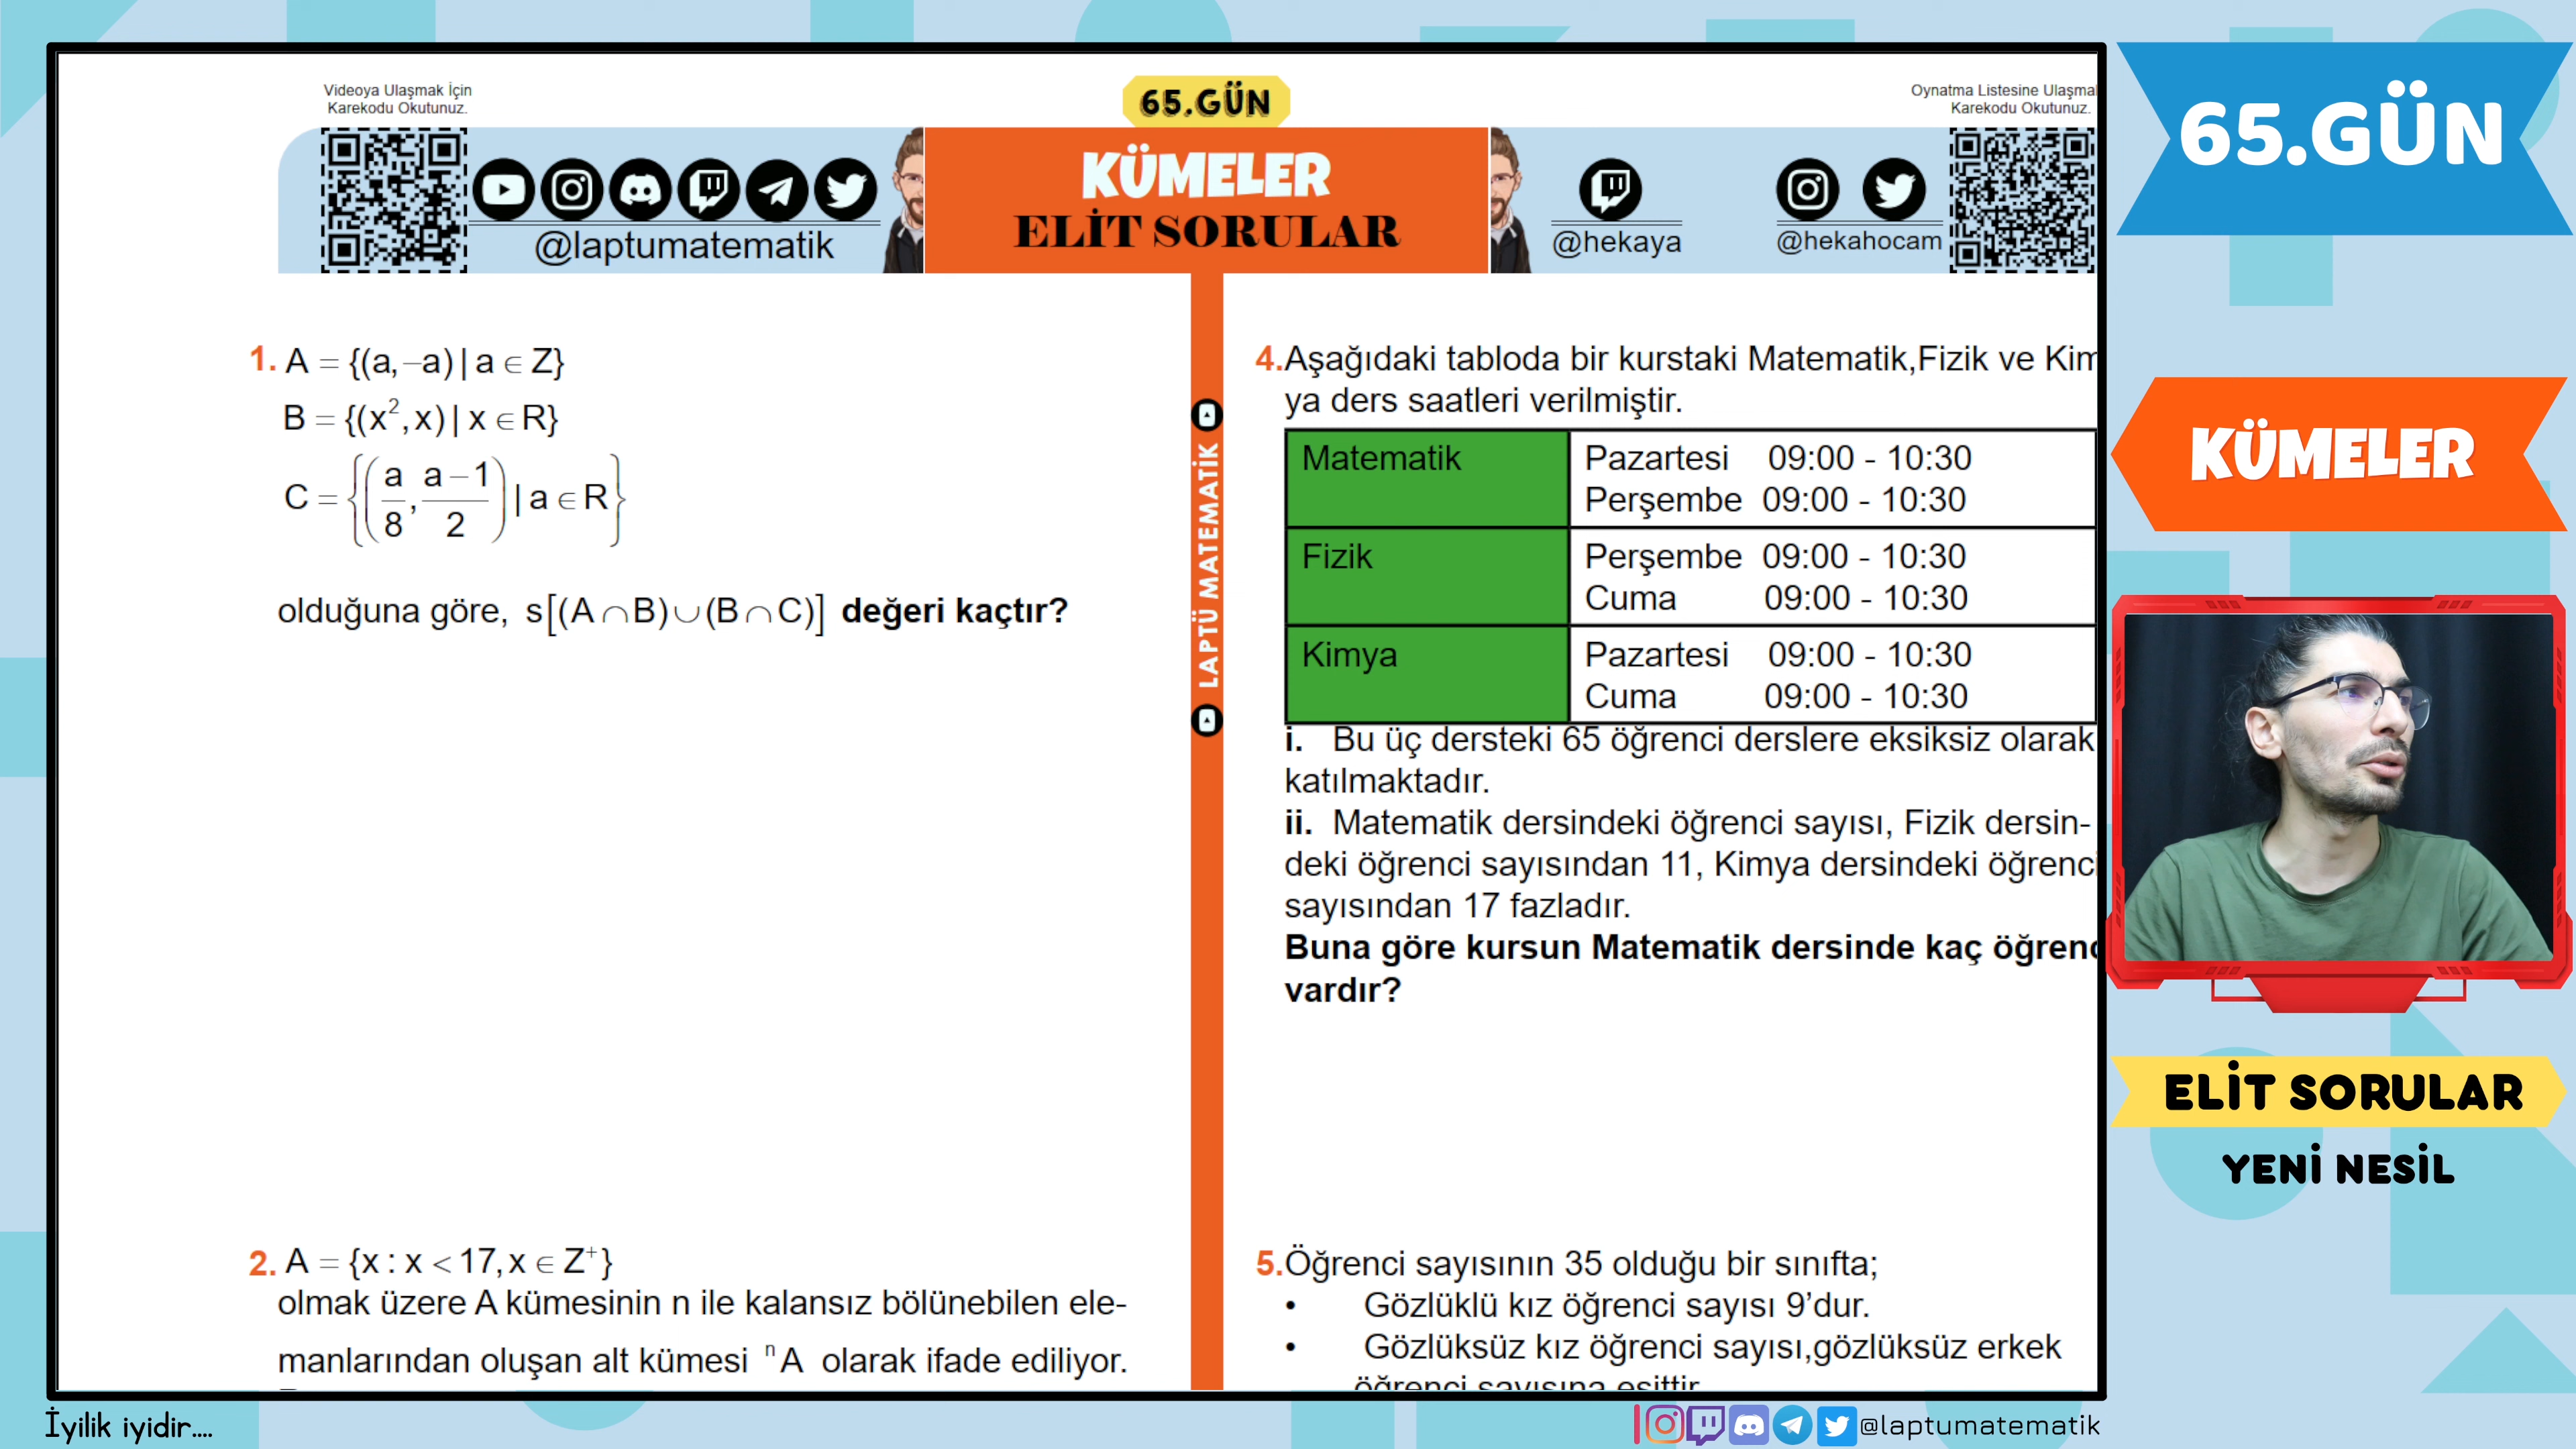 Videoya Ulaşmak İçin
Karekodu Okutunuz.
65.GÜN
Oynatma Listesine Ulaşma
Karekodu Okutunuz.
@laptumatematik
KÜMELER
ELİT SORULAR
@hekaya
@hekahocam
LAPTÜ MATEMATİK
1. A = {(a,–a) | a ∈ Z}
B = {(x², x) | x ∈ R}
C = {(a/8, (a – 1)/2) | a ∈ R}
olduğuna göre, s[(A ∩ B) ∪ (B ∩ C)] değeri kaçtır?
2. A = {x : x < 17, x ∈ Z⁺}
olmak üzere A kümesinin n ile kalansız bölünebilen ele-
manlarından oluşan alt kümesi ⁿA olarak ifade ediliyor.
4. Aşağıdaki tabloda bir kurstaki Matematik,Fizik ve Kim
ya ders saatleri verilmiştir.
Matematik Pazartesi 09:00 - 10:30
Perşembe 09:00 - 10:30
Fizik Perşembe 09:00 - 10:30
Cuma 09:00 - 10:30
Kimya Pazartesi 09:00 - 10:30
Cuma 09:00 - 10:30
i. Bu üç dersteki 65 öğrenci derslere eksiksiz olarak
katılmaktadır.
ii. Matematik dersindeki öğrenci sayısı, Fizik dersin-
deki öğrenci sayısından 11, Kimya dersindeki öğrenci
sayısından 17 fazladır.
Buna göre kursun Matematik dersinde kaç öğrenc
vardır?
5. Öğrenci sayısının 35 olduğu bir sınıfta;
• Gözlüklü kız öğrenci sayısı 9’dur.
• Gözlüksüz kız öğrenci sayısı,gözlüksüz erkek
öğrenci sayısına eşittir
65.GÜN
KÜMELER
ELİT SORULAR
YENİ NESİL
İyilik iyidir....
@laptumatematik